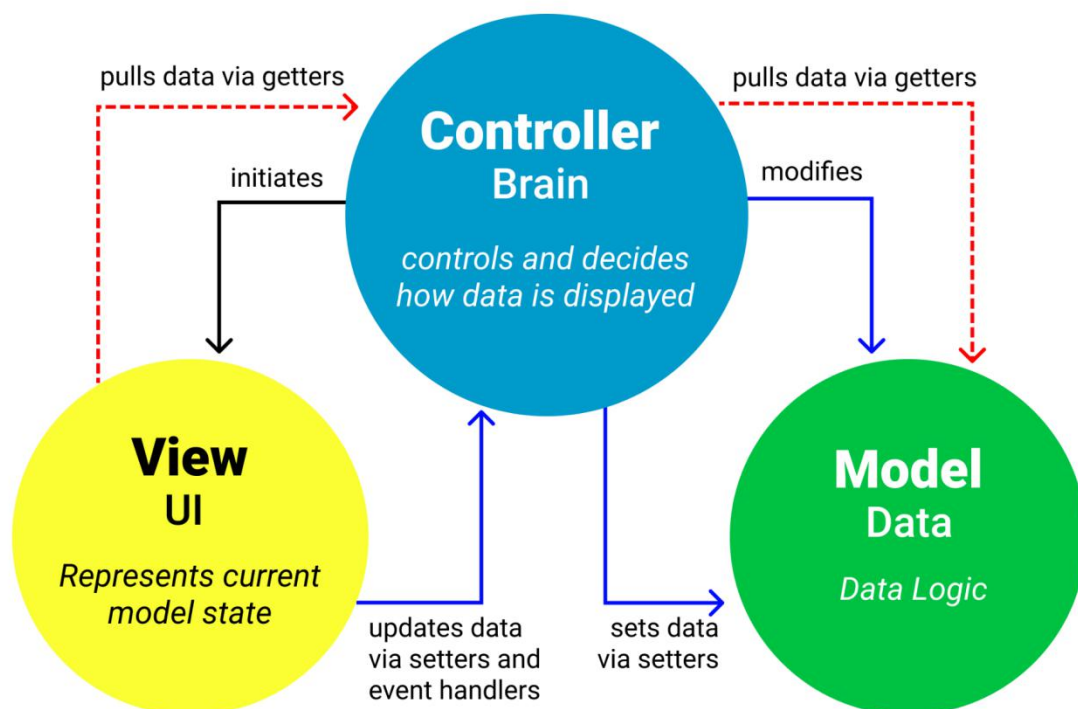 pulls data via getters
pulls data via getters
Controller
Brain
initiates
modifies
controls and decides
how data is displayed
View
UI
Represents current
model state
Model
Data
Data Logic
updates data
via setters and
event handlers
sets data
via setters